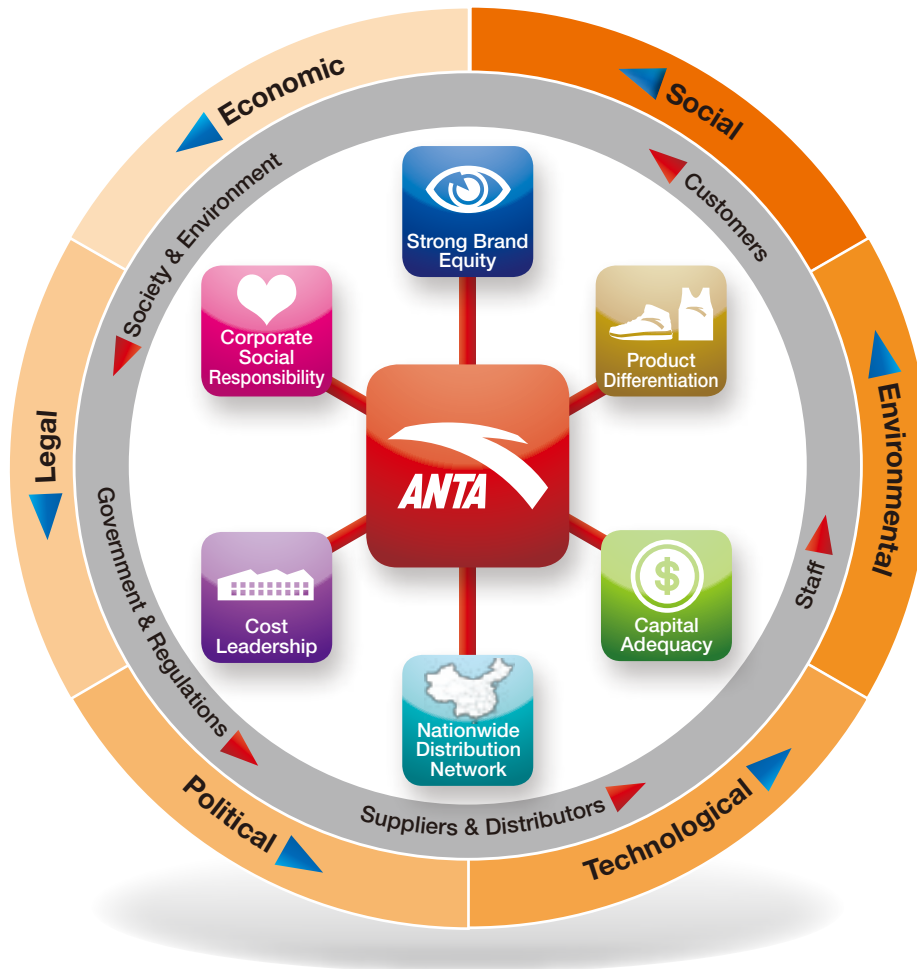 Economic
Social
Environmental
Technological
Political
Legal
Society & Environment
Customers
Staff
Suppliers & Distributors
Government & Regulations
Strong Brand
Equity
Corporate
Social
Responsibility
Product
Differentiation
ANTA
Cost
Leadership
Capital
Adequacy
Nationwide
Distribution
Network